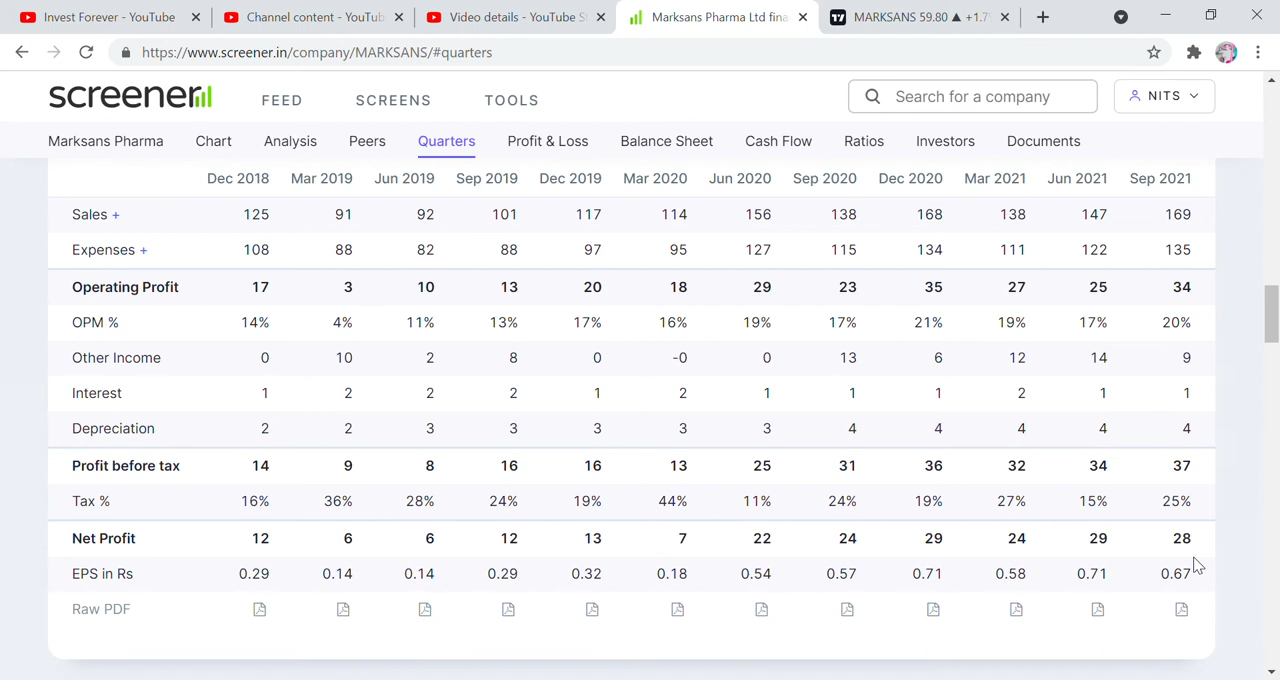 Invest Forever - YouTube
Channel content - YouTub
Video details - YouTube S
Marksans Pharma Ltd fina
MARKSANS 59.80 ▲ +1.7
https://www.screener.in/company/MARKSANS/#quarters
screener
FEED SCREENS TOOLS
Search for a company
NITS
Marksans Pharma Chart Analysis Peers Quarters Profit & Loss Balance Sheet Cash Flow Ratios Investors Documents
Dec 2018 Mar 2019 Jun 2019 Sep 2019 Dec 2019 Mar 2020 Jun 2020 Sep 2020 Dec 2020 Mar 2021 Jun 2021 Sep 2021
Sales + 125 91 92 101 117 114 156 138 168 138 147 169
Expenses + 108 88 82 88 97 95 127 115 134 111 122 135
Operating Profit 17 3 10 13 20 18 29 23 35 27 25 34
OPM % 14% 4% 11% 13% 17% 16% 19% 17% 21% 19% 17% 20%
Other Income 0 10 2 8 0 -0 0 13 6 12 14 9
Interest 1 2 2 2 1 2 1 1 1 2 1 1
Depreciation 2 2 3 3 3 3 3 4 4 4 4 4
Profit before tax 14 9 8 16 16 13 25 31 36 32 34 37
Tax % 16% 36% 28% 24% 19% 44% 11% 24% 19% 27% 15% 25%
Net Profit 12 6 6 12 13 7 22 24 29 24 29 28
EPS in Rs 0.29 0.14 0.14 0.29 0.32 0.18 0.54 0.57 0.71 0.58 0.71 0.67
Raw PDF